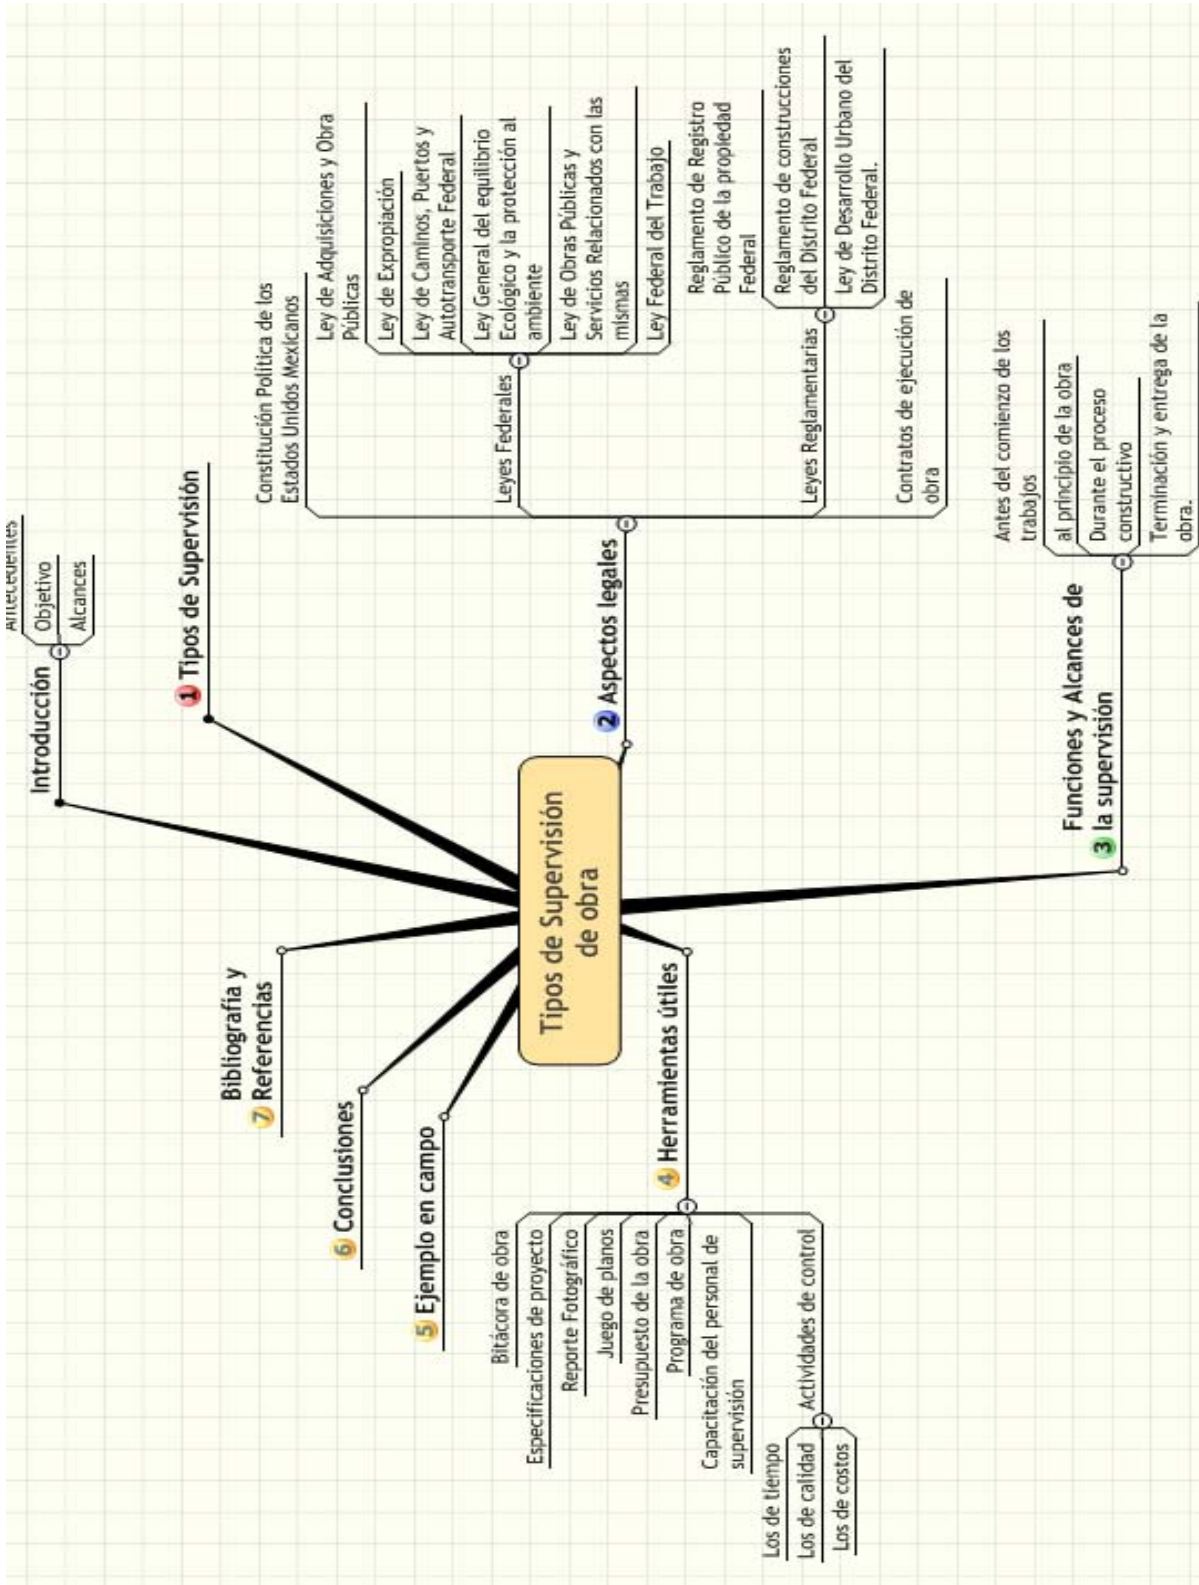 Tipos de Supervisión
de obra
Introducción
Antecedentes
Objetivo
Alcances
1 Tipos de Supervisión
2 Aspectos legales
Constitución Política de los
Estados Unidos Mexicanos
Leyes Federales
Ley de Adquisiciones y Obra
Públicas
Ley de Expropiación
Ley de Caminos, Puertos y
Autotransporte Federal
Ley General del equilibrio
Ecológico y la protección al
ambiente
Ley de Obras Públicas y
Servicios Relacionados con las
mismas
Ley Federal del Trabajo
Leyes Reglamentarias
Reglamento de Registro
Público de la propiedad
Federal
Reglamento de construcciones
del Distrito Federal
Ley de Desarrollo Urbano del
Distrito Federal.
Contratos de ejecución de
obra
Funciones y Alcances de
3 la supervisión
Antes del comienzo de los
trabajos
al principio de la obra
Durante el proceso
constructivo
Terminación y entrega de la
obra.
4 Herramientas útiles
Bitácora de obra
Especificaciones de proyecto
Reporte Fotográfico
Juego de planos
Presupuesto de la obra
Programa de obra
Capacitación del personal de
supervisión
Actividades de control
Los de tiempo
Los de calidad
Los de costos
5 Ejemplo en campo
6 Conclusiones
Bibliografía y
7 Referencias